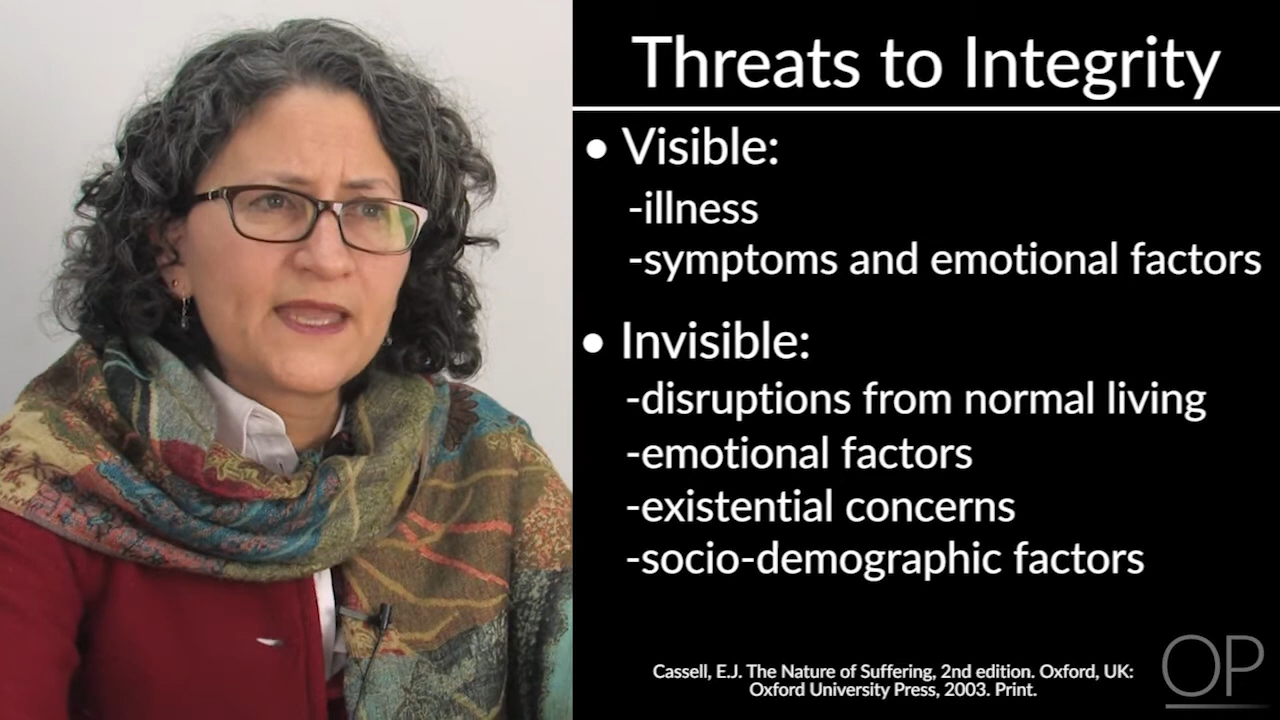 Threats to Integrity
• Visible:
-illness
-symptoms and emotional factors
• Invisible:
-disruptions from normal living
-emotional factors
-existential concerns
-socio-demographic factors
Cassell, E.J. The Nature of Suffering, 2nd edition. Oxford, UK:
Oxford University Press, 2003. Print.
OP